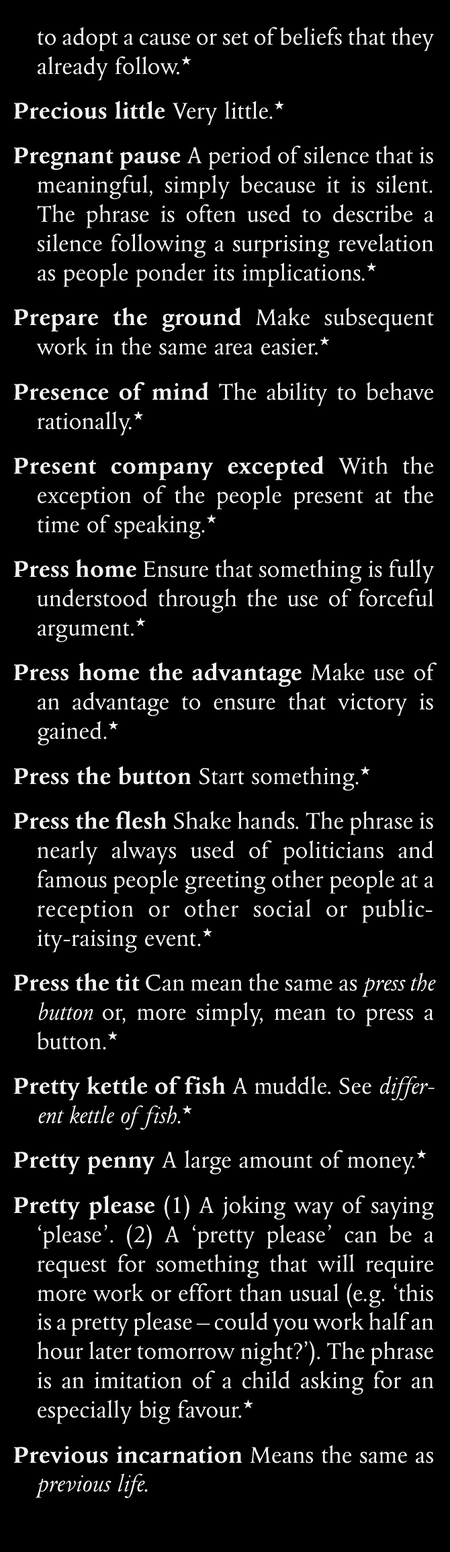 to adopt a cause or set of beliefs that they
already follow.★
Precious little Very little.★
Pregnant pause A period of silence that is
meaningful, simply because it is silent.
The phrase is often used to describe a
silence following a surprising revelation
as people ponder its implications.★
Prepare the ground Make subsequent
work in the same area easier.★
Presence of mind The ability to behave
rationally.★
Present company excepted With the
exception of the people present at the
time of speaking.★
Press home Ensure that something is fully
understood through the use of forceful
argument.★
Press home the advantage Make use of
an advantage to ensure that victory is
gained.★
Press the button Start something.★
Press the flesh Shake hands. The phrase is
nearly always used of politicians and
famous people greeting other people at a
reception or other social or public-
ity-raising event.★
Press the tit Can mean the same as press the
button or, more simply, mean to press a
button.★
Pretty kettle of fish A muddle. See differ-
ent kettle of fish.★
Pretty penny A large amount of money.★
Pretty please (1) A joking way of saying
‘please’. (2) A ‘pretty please’ can be a
request for something that will require
more work or effort than usual (e.g. ‘this
is a pretty please – could you work half an
hour later tomorrow night?’). The phrase
is an imitation of a child asking for an
especially big favour.★
Previous incarnation Means the same as
previous life.